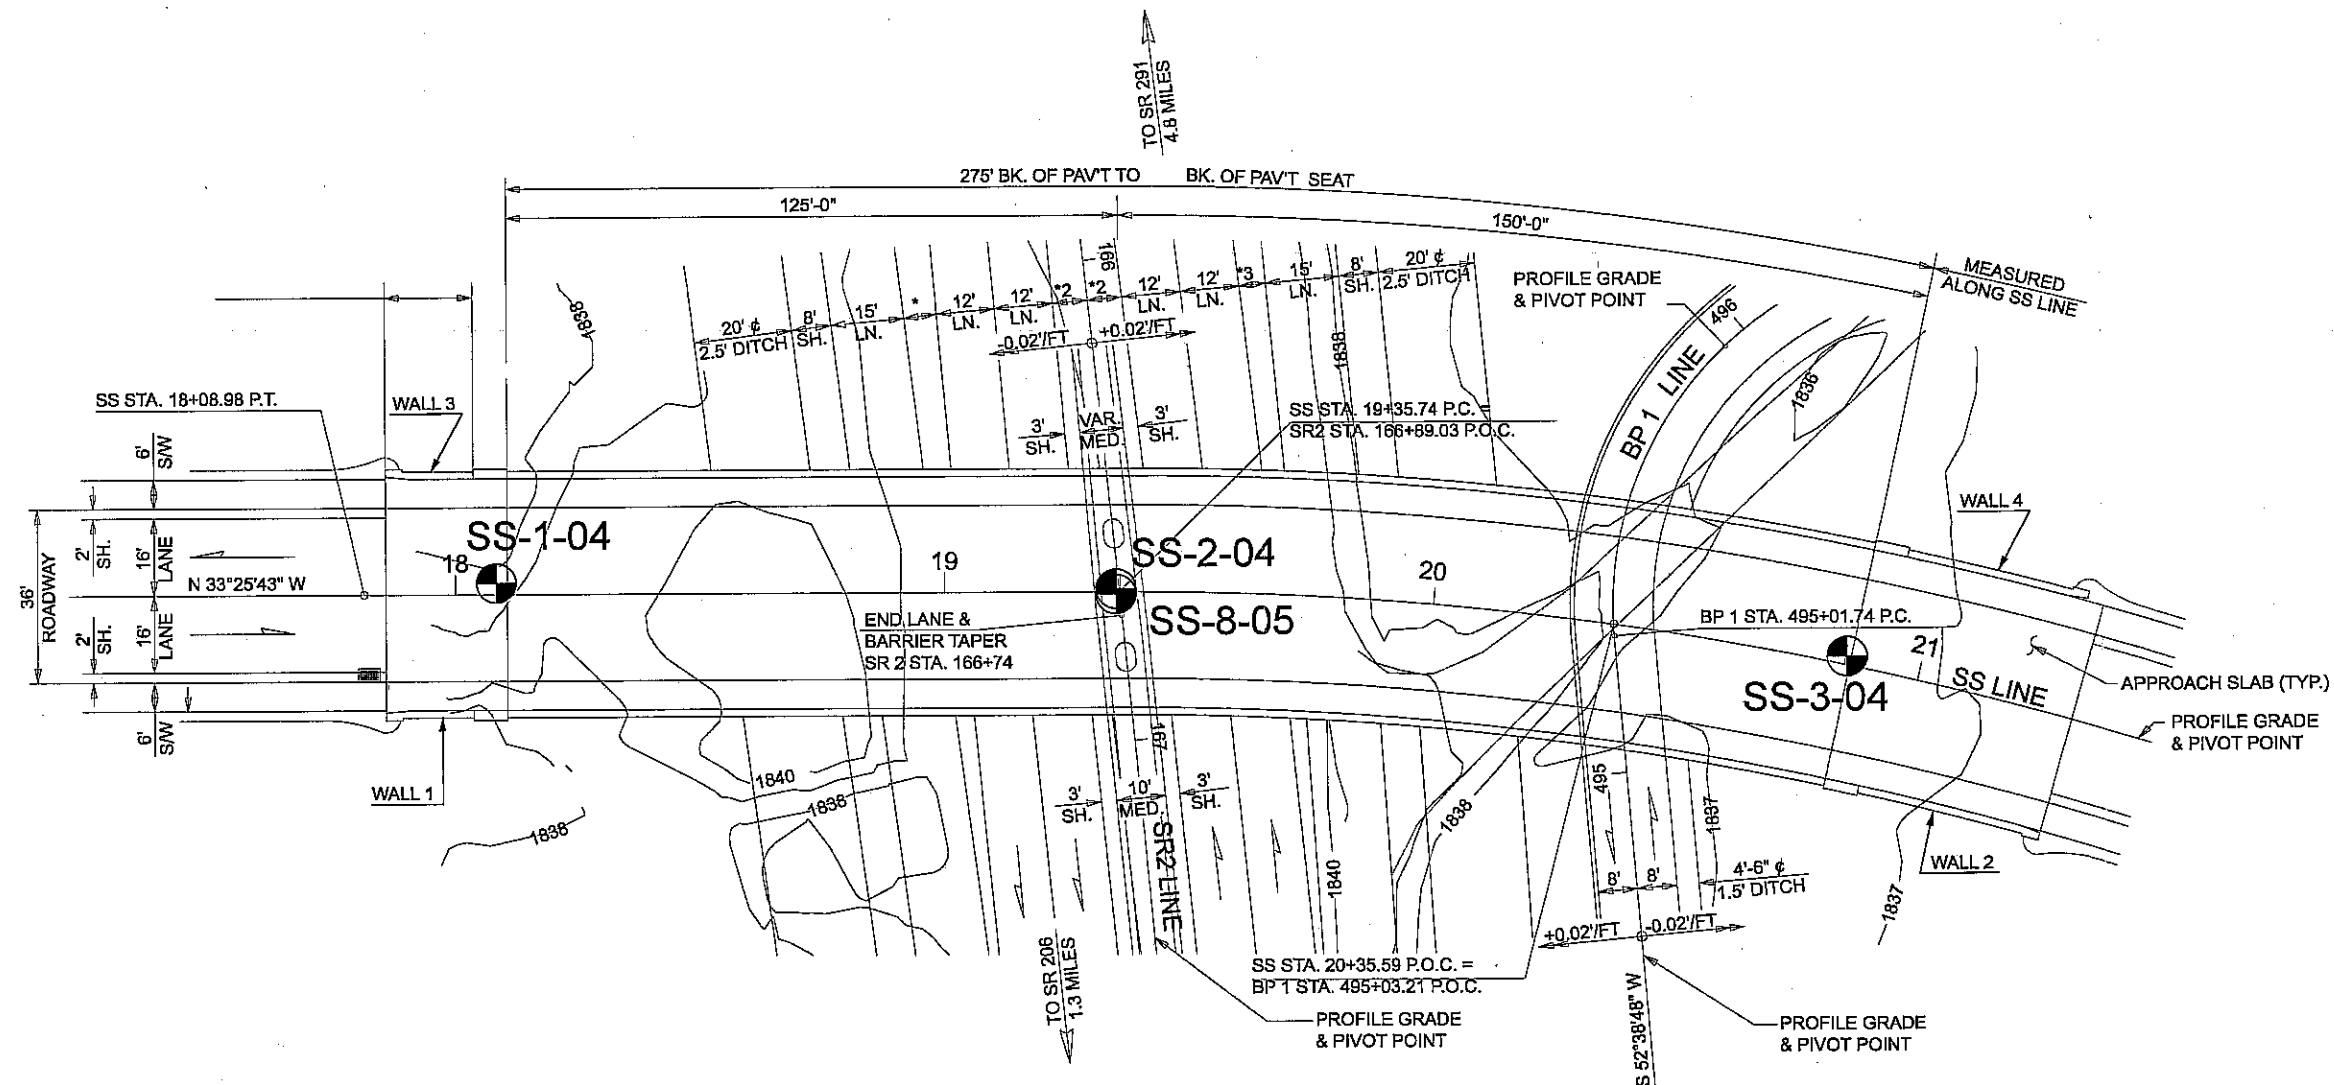 TO SR 291
4.8 MILES
275' BK. OF PAV'T TO BK. OF PAV'T SEAT
125'-0"
150'-0"
MEASURED
ALONG SS LINE
166
20' ₵
2.5' DITCH
8'
SH.
15'
LN.
*
12'
LN.
12'
LN.
*2
*2
12'
LN.
12'
LN.
*3
15'
LN.
8'
SH.
20' ₵
2.5' DITCH
-0.02'/FT
+0.02'/FT
PROFILE GRADE
& PIVOT POINT
496
BP 1 LINE
1838
1838
1836
SS STA. 18+08.98 P.T.
WALL 3
3'
SH.
VAR.
MED.
3'
SH.
SS STA. 19+35.74 P.C. =
SR2 STA. 166+89.03 P.O.C.
WALL 4
6'
S/W
2'
SH.
16'
LANE
36'
ROADWAY
N 33°25'43" W
16'
LANE
2'
SH.
6'
S/W
SS-1-04
18
19
SS-2-04
SS-8-05
20
END LANE &
BARRIER TAPER
SR 2 STA. 166+74
BP 1 STA. 495+01.74 P.C.
SS-3-04
21
SS LINE
APPROACH SLAB (TYP.)
PROFILE GRADE
& PIVOT POINT
WALL 1
1840
1838
1838
167
3'
SH.
10'
MED.
3'
SH.
SR2 LINE
1840
1838
495
1837
8'
8'
4'-6" ₵
1.5' DITCH
WALL 2
1837
+0.02'/FT
-0.02'/FT
SS STA. 20+35.59 P.O.C. =
BP 1 STA. 495+03.21 P.O.C.
TO SR 206
1.3 MILES
PROFILE GRADE
& PIVOT POINT
S 52°38'48" W
PROFILE GRADE
& PIVOT POINT